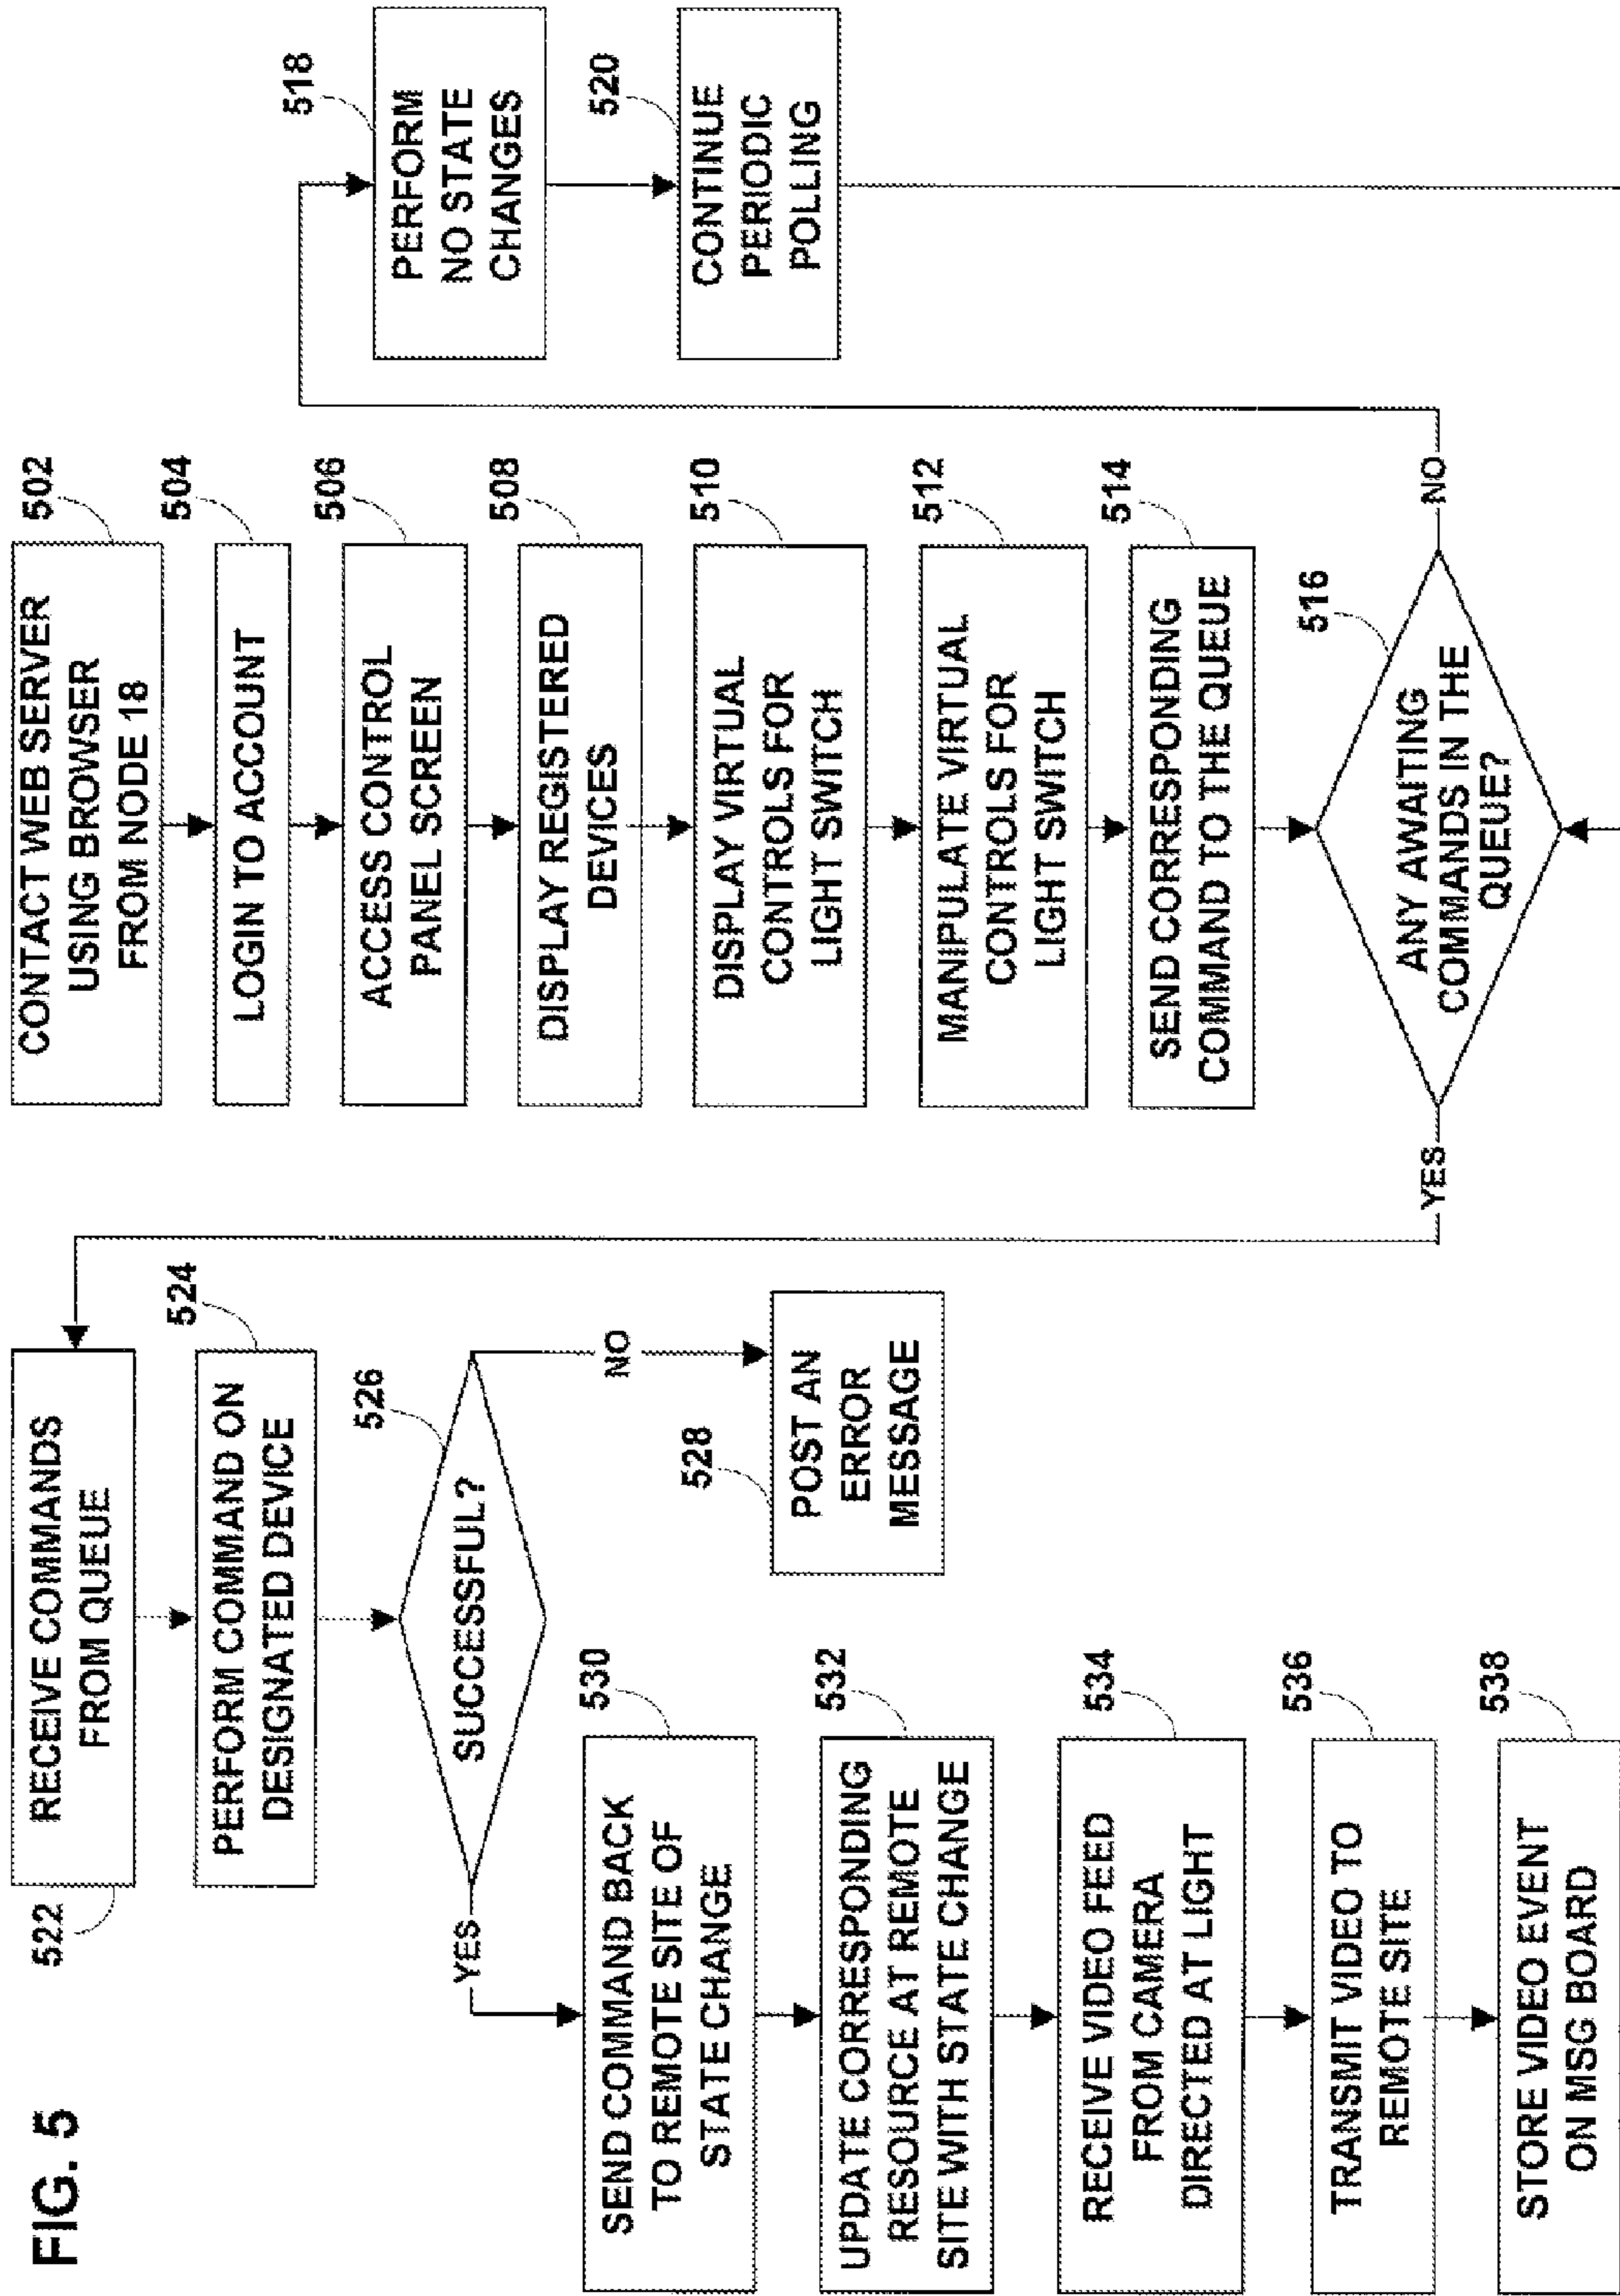 FIG. 5
CONTACT WEB SERVER
USING BROWSER
FROM NODE 18
502
LOGIN TO ACCOUNT
504
ACCESS CONTROL
PANEL SCREEN
506
DISPLAY REGISTERED
DEVICES
508
DISPLAY VIRTUAL
CONTROLS FOR
LIGHT SWITCH
510
MANIPULATE VIRTUAL
CONTROLS FOR
LIGHT SWITCH
512
SEND CORRESPONDING
COMMAND TO THE QUEUE
514
ANY AWAITING
COMMANDS IN THE
QUEUE?
516
NO
YES
PERFORM
NO STATE
CHANGES
518
CONTINUE
PERIODIC
POLLING
520
RECEIVE COMMANDS
FROM QUEUE
522
PERFORM COMMAND ON
DESIGNATED DEVICE
524
SUCCESSFUL?
526
NO
YES
POST AN
ERROR
MESSAGE
528
SEND COMMAND BACK
TO REMOTE SITE OF
STATE CHANGE
530
UPDATE CORRESPONDING
RESOURCE AT REMOTE
SITE WITH STATE CHANGE
532
RECEIVE VIDEO FEED
FROM CAMERA
DIRECTED AT LIGHT
534
TRANSMIT VIDEO TO
REMOTE SITE
536
STORE VIDEO EVENT
ON MSG BOARD
538